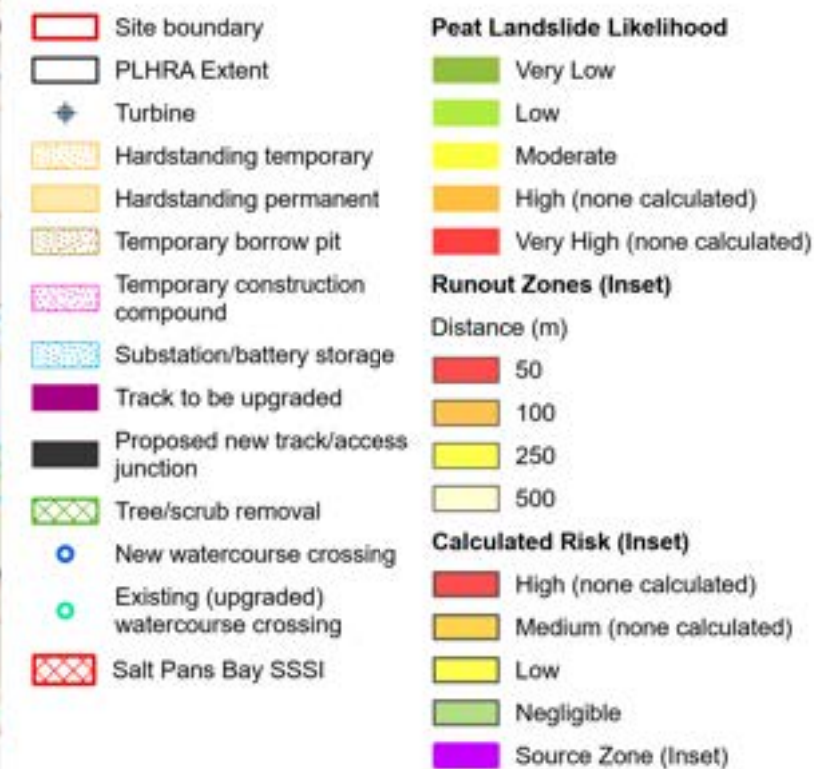 Site boundary
PLHRA Extent
Turbine
Hardstanding temporary
Hardstanding permanent
Temporary borrow pit
Temporary construction
compound
Substation/battery storage
Track to be upgraded
Proposed new track/access
junction
Tree/scrub removal
New watercourse crossing
Existing (upgraded)
watercourse crossing
Salt Pans Bay SSSI
Peat Landslide Likelihood
Very Low
Low
Moderate
High (none calculated)
Very High (none calculated)
Runout Zones (Inset)
Distance (m)
50
100
250
500
Calculated Risk (Inset)
High (none calculated)
Medium (none calculated)
Low
Negligible
Source Zone (Inset)